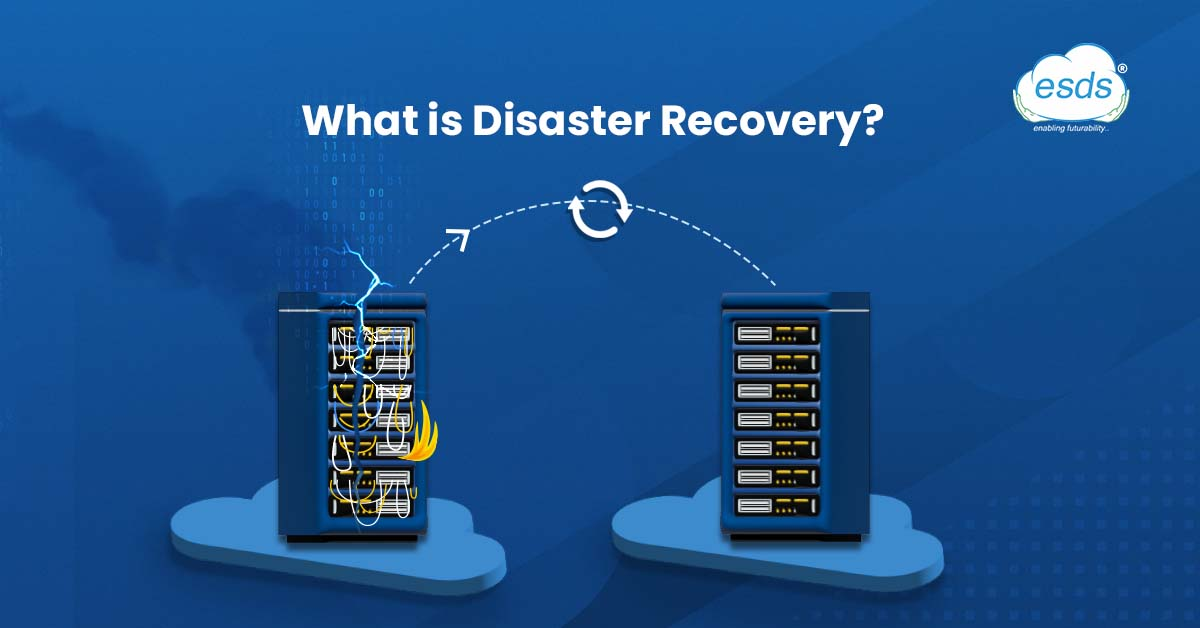 What is Disaster Recovery?
esds®
enabling futurability..